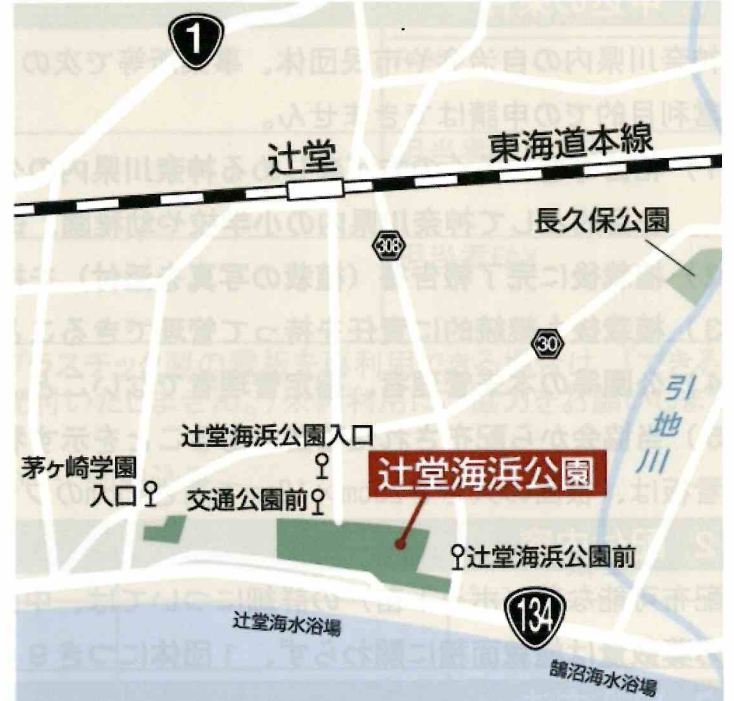 1
辻堂
東海道本線
308
長久保公園
30
引地川
辻堂海浜公園入口
茅ヶ崎学園
入口
交通公園前
辻堂海浜公園
辻堂海浜公園前
134
辻堂海水浴場
鵠沼海水浴場